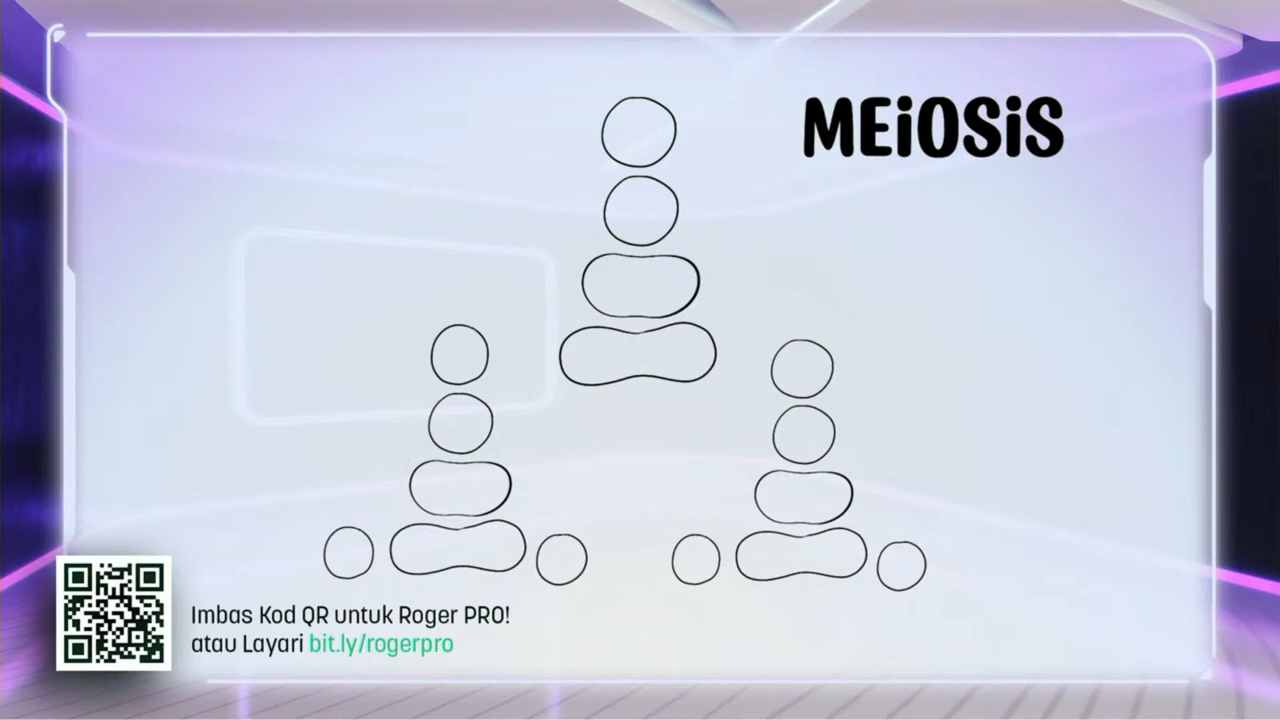 MEiOSiS
Imbas Kod QR untuk Roger PRO!
atau Layari bit.ly/rogerpro